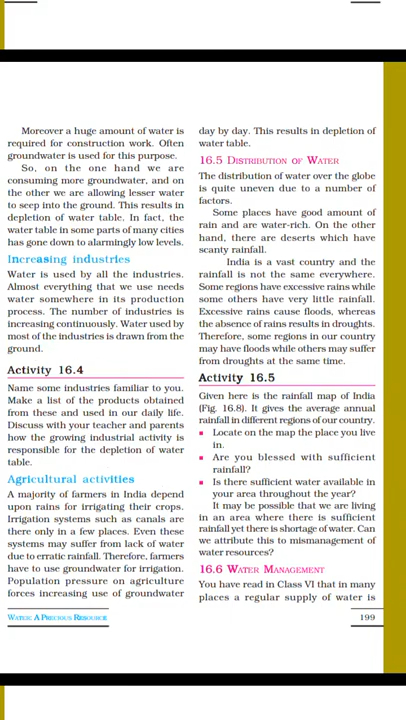 Moreover a huge amount of water is
required for construction work. Often
groundwater is used for this purpose.
So, on the one hand we are
consuming more groundwater, and on
the other we are allowing lesser water
to seep into the ground. This results in
depletion of water table. In fact, the
water table in some parts of many cities
has gone down to alarmingly low levels.
Increasing industries
Water is used by all the industries.
Almost everything that we use needs
water somewhere in its production
process. The number of industries is
increasing continuously. Water used by
most of the industries is drawn from the
ground.
Activity 16.4
Name some industries familiar to you.
Make a list of the products obtained
from these and used in our daily life.
Discuss with your teacher and parents
how the growing industrial activity is
responsible for the depletion of water
table.
Agricultural activities
A majority of farmers in India depend
upon rains for irrigating their crops.
Irrigation systems such as canals are
there only in a few places. Even these
systems may suffer from lack of water
due to erratic rainfall. Therefore, farmers
have to use groundwater for irrigation.
Population pressure on agriculture
forces increasing use of groundwater
day by day. This results in depletion of
water table.
16.5 DISTRIBUTION OF WATER
The distribution of water over the globe
is quite uneven due to a number of
factors.
Some places have good amount of
rain and are water-rich. On the other
hand, there are deserts which have
scanty rainfall.
India is a vast country and the
rainfall is not the same everywhere.
Some regions have excessive rains while
some others have very little rainfall.
Excessive rains cause floods, whereas
the absence of rains results in droughts.
Therefore, some regions in our country
may have floods while others may suffer
from droughts at the same time.
Activity 16.5
Given here is the rainfall map of India
(Fig. 16.8). It gives the average annual
rainfall in different regions of our country.
▪ Locate on the map the place you live
in.
▪ Are you blessed with sufficient
rainfall?
▪ Is there sufficient water available in
your area throughout the year?
It may be possible that we are living
in an area where there is sufficient
rainfall yet there is shortage of water. Can
we attribute this to mismanagement of
water resources?
16.6 WATER MANAGEMENT
You have read in Class VI that in many
places a regular supply of water is
WATER: A PRECIOUS RESOURCE
199